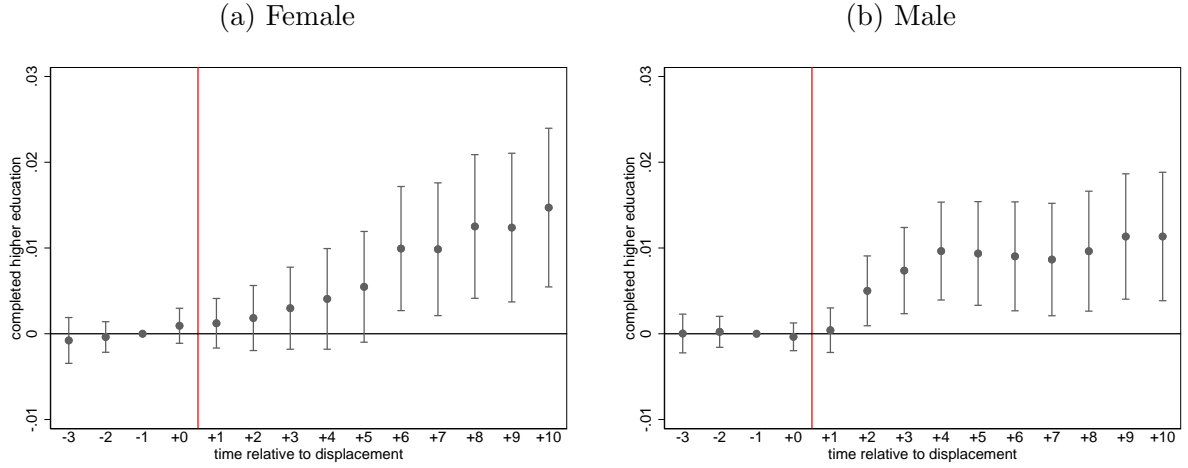 (a) Female
completed higher education
-.01 0 .01 .02 .03
-3 -2 -1 +0 +1 +2 +3 +4 +5 +6 +7 +8 +9 +10
time relative to displacement
(b) Male
completed higher education
-.01 0 .01 .02 .03
-3 -2 -1 +0 +1 +2 +3 +4 +5 +6 +7 +8 +9 +10
time relative to displacement